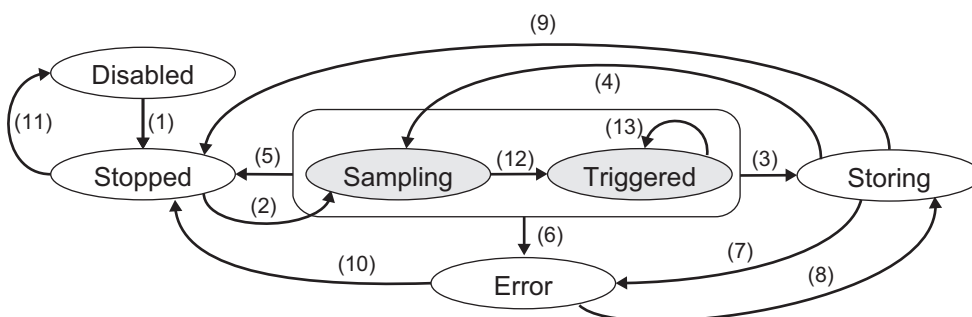 (9)
Disabled
(4)
(11)
(1)
(13)
(5)
(12)
(3)
Stopped
Sampling
Triggered
Storing
(2)
(6)
(7)
(10)
(8)
Error